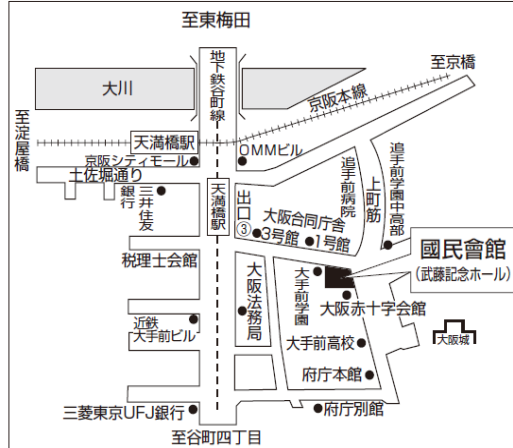 至東梅田
地下鉄谷町線
大川
至京橋
京阪本線
至淀屋橋
天満橋駅
京阪シティモール
OMMビル
土佐堀通り
三井住友
銀行
天満橋駅
出口③
大阪合同庁舎
3号館
1号館
追手前病院
上町筋
追手前学園中高部
國民會館
(武藤記念ホール)
税理士会館
大阪法務局
大手前学園
大阪赤十字会館
大阪城
近鉄
大手前ビル
大手前高校
府庁本館
三菱東京UFJ銀行
府庁別館
至谷町四丁目